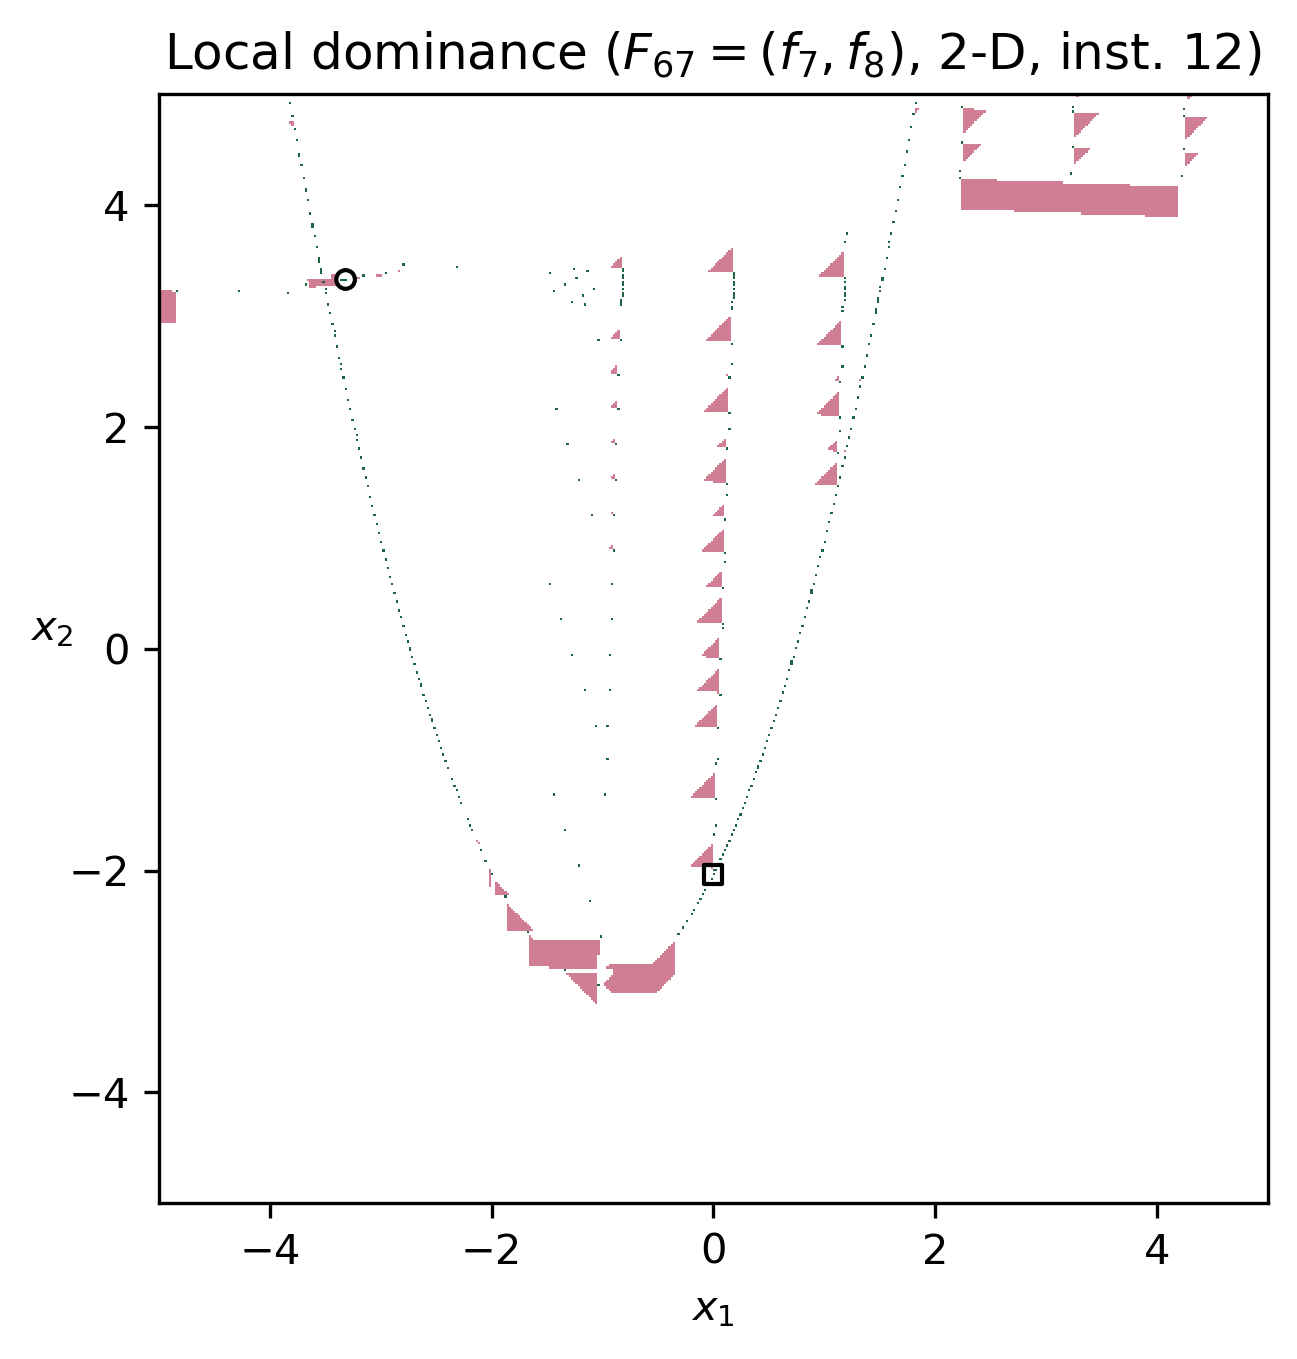 Local dominance (F₆₇ = (f₇, f₈), 2-D, inst. 12)
4
2
x₂
0
−2
−4
−4 −2 0 2 4
x₁